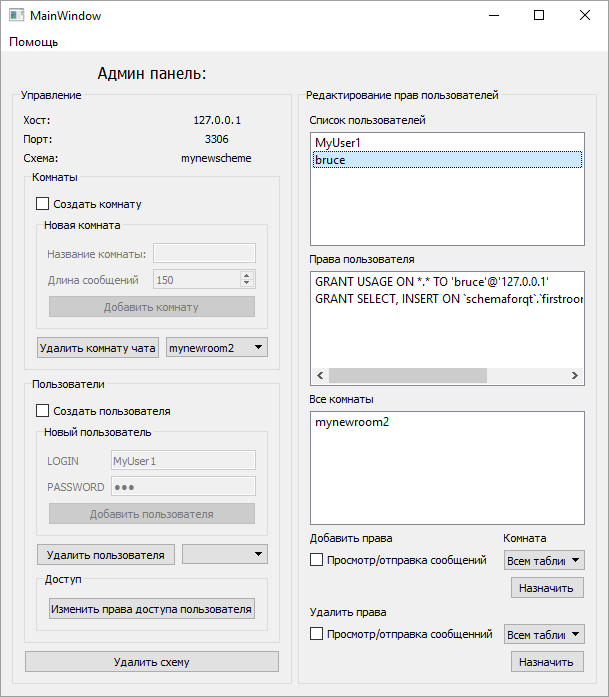 MainWindow
Помощь
Админ панель:
Управление
Хост: 127.0.0.1
Порт: 3306
Схема: mynewscheme
Комнаты
Создать комнату
Новая комната
Название комнаты:
Длина сообщений 150
Добавить комнату
Удалить комнату чата mynewroom2
Пользователи
Создать пользователя
Новый пользователь
LOGIN MyUser1
PASSWORD ●●●
Добавить пользователя
Удалить пользователя
Доступ
Изменить права доступа пользователя
Удалить схему
Редактирование прав пользователей
Список пользователей
MyUser1
bruce
Права пользователя
GRANT USAGE ON *.* TO 'bruce'@'127.0.0.1'
GRANT SELECT, INSERT ON `schemaforqt`.`firstroor
Все комнаты
mynewroom2
Добавить права Комната
Просмотр/отправка сообщений Всем таблиц
Назначить
Удалить права
Просмотр/отправка сообщенний Всем таблиц
Назначить